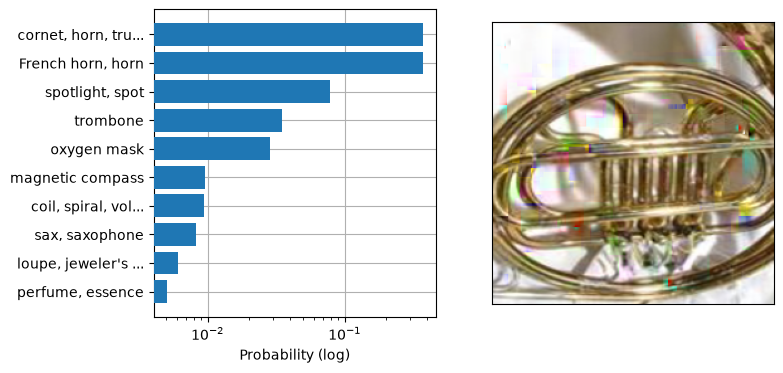 cornet, horn, tru...
French horn, horn
spotlight, spot
trombone
oxygen mask
magnetic compass
coil, spiral, vol...
sax, saxophone
loupe, jeweler's ...
perfume, essence
10⁻² 10⁻¹
Probability (log)